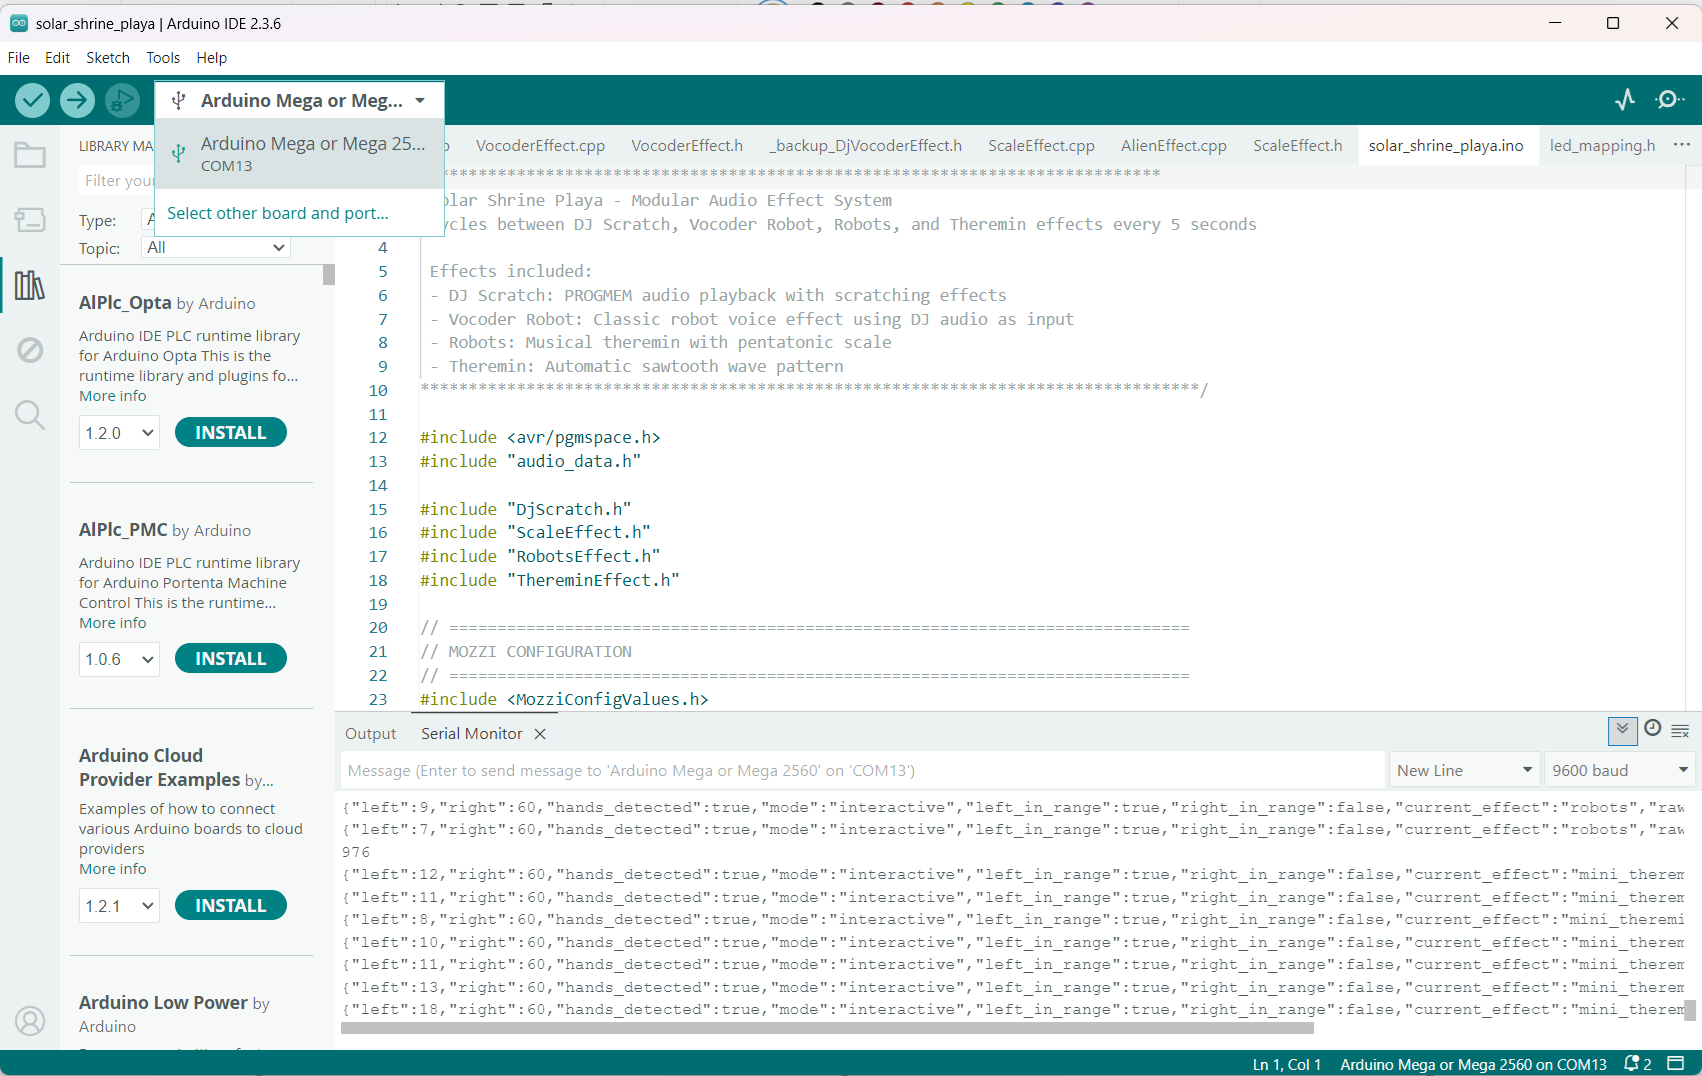 solar_shrine_playa | Arduino IDE 2.3.6
File Edit Sketch Tools Help
Arduino Mega or Meg...
Arduino Mega or Mega 25...
COM13
Select other board and port...
VocoderEffect.cpp VocoderEffect.h _backup_DjVocoderEffect.h ScaleEffect.cpp AlienEffect.cpp ScaleEffect.h solar_shrine_playa.ino led_mapping.h ...
LIBRARY MA
Filter your
Type: A
Topic: All
AlPlc_Opta by Arduino
Arduino IDE PLC runtime library
for Arduino Opta This is the
runtime library and plugins fo...
More info
1.2.0 INSTALL
AlPlc_PMC by Arduino
Arduino IDE PLC runtime library
for Arduino Portenta Machine
Control This is the runtime...
More info
1.0.6 INSTALL
Arduino Cloud
Provider Examples by...
Examples of how to connect
various Arduino boards to cloud
providers
More info
1.2.1 INSTALL
Arduino Low Power by
Arduino
olar Shrine Playa - Modular Audio Effect System
ycles between DJ Scratch, Vocoder Robot, Robots, and Theremin effects every 5 seconds
4
5 Effects included:
6 - DJ Scratch: PROGMEM audio playback with scratching effects
7 - Vocoder Robot: Classic robot voice effect using DJ audio as input
8 - Robots: Musical theremin with pentatonic scale
9 - Theremin: Automatic sawtooth wave pattern
10 *********************************************************************************/
11
12 #include <avr/pgmspace.h>
13 #include "audio_data.h"
14
15 #include "DjScratch.h"
16 #include "ScaleEffect.h"
17 #include "RobotsEffect.h"
18 #include "ThereminEffect.h"
19
20 // =============================================================================
21 // MOZZI CONFIGURATION
22 // =============================================================================
23 #include <MozziConfigValues.h>
Output Serial Monitor
Message (Enter to send message to 'Arduino Mega or Mega 2560' on 'COM13') New Line 9600 baud
{"left":9,"right":60,"hands_detected":true,"mode":"interactive","left_in_range":true,"right_in_range":false,"current_effect":"robots","raw
{"left":7,"right":60,"hands_detected":true,"mode":"interactive","left_in_range":true,"right_in_range":false,"current_effect":"robots","raw
976
{"left":12,"right":60,"hands_detected":true,"mode":"interactive","left_in_range":true,"right_in_range":false,"current_effect":"mini_therem
{"left":11,"right":60,"hands_detected":true,"mode":"interactive","left_in_range":true,"right_in_range":false,"current_effect":"mini_therem
{"left":8,"right":60,"hands_detected":true,"mode":"interactive","left_in_range":true,"right_in_range":false,"current_effect":"mini_theremi
{"left":10,"right":60,"hands_detected":true,"mode":"interactive","left_in_range":true,"right_in_range":false,"current_effect":"mini_therem
{"left":11,"right":60,"hands_detected":true,"mode":"interactive","left_in_range":true,"right_in_range":false,"current_effect":"mini_therem
{"left":13,"right":60,"hands_detected":true,"mode":"interactive","left_in_range":true,"right_in_range":false,"current_effect":"mini_therem
{"left":18,"right":60,"hands_detected":true,"mode":"interactive","left_in_range":true,"right_in_range":false,"current_effect":"mini_therem
Ln 1, Col 1 Arduino Mega or Mega 2560 on COM13 2